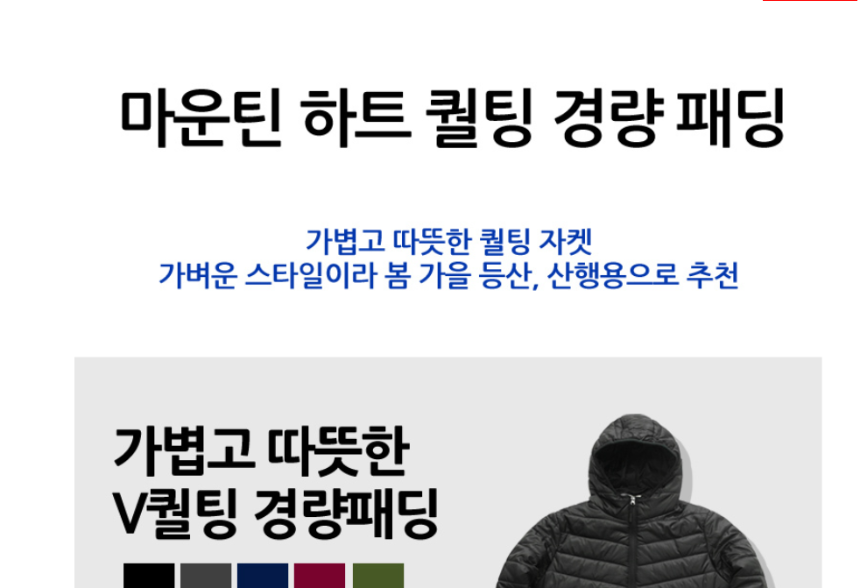 마운틴 하트 퀼팅 경량 패딩
가볍고 따뜻한 퀄팅 자켓
가벼운 스타일이라 봄 가을 등산, 산행용으로 추천
가볍고 따뜻한
V퀼팅 경량패딩